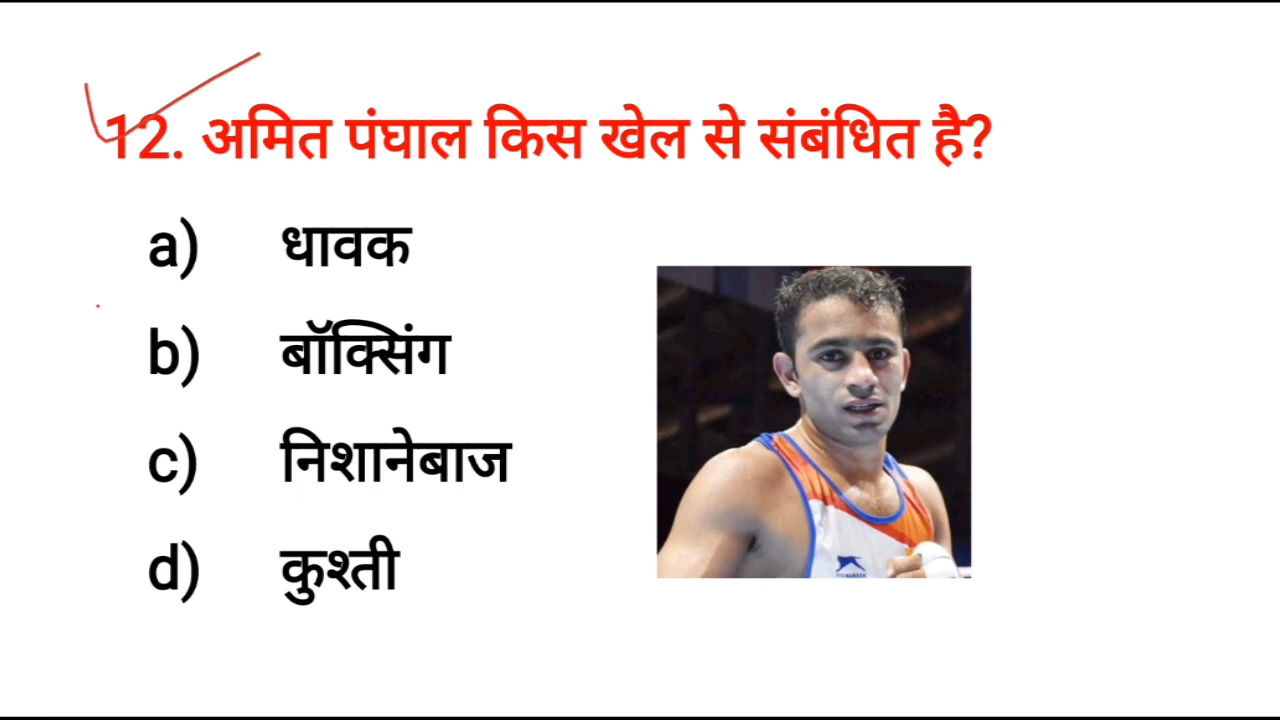 12. अमित पंघाल किस खेल से संबंधित है?
a) धावक
b) बॉक्सिंग
c) निशानेबाज
d) कुश्ती